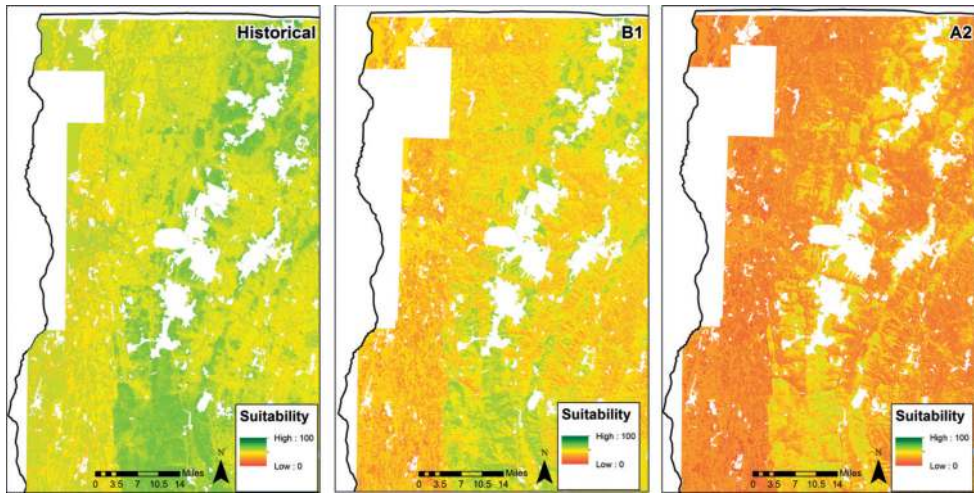 Historical
Suitability
High : 100
Low : 0
N
Miles
0 3.5 7 10.5 14
B1
Suitability
High : 100
Low : 0
N
Miles
0 3.5 7 10.5 14
A2
Suitability
High : 100
Low : 0
N
Miles
0 3.5 7 10.5 14